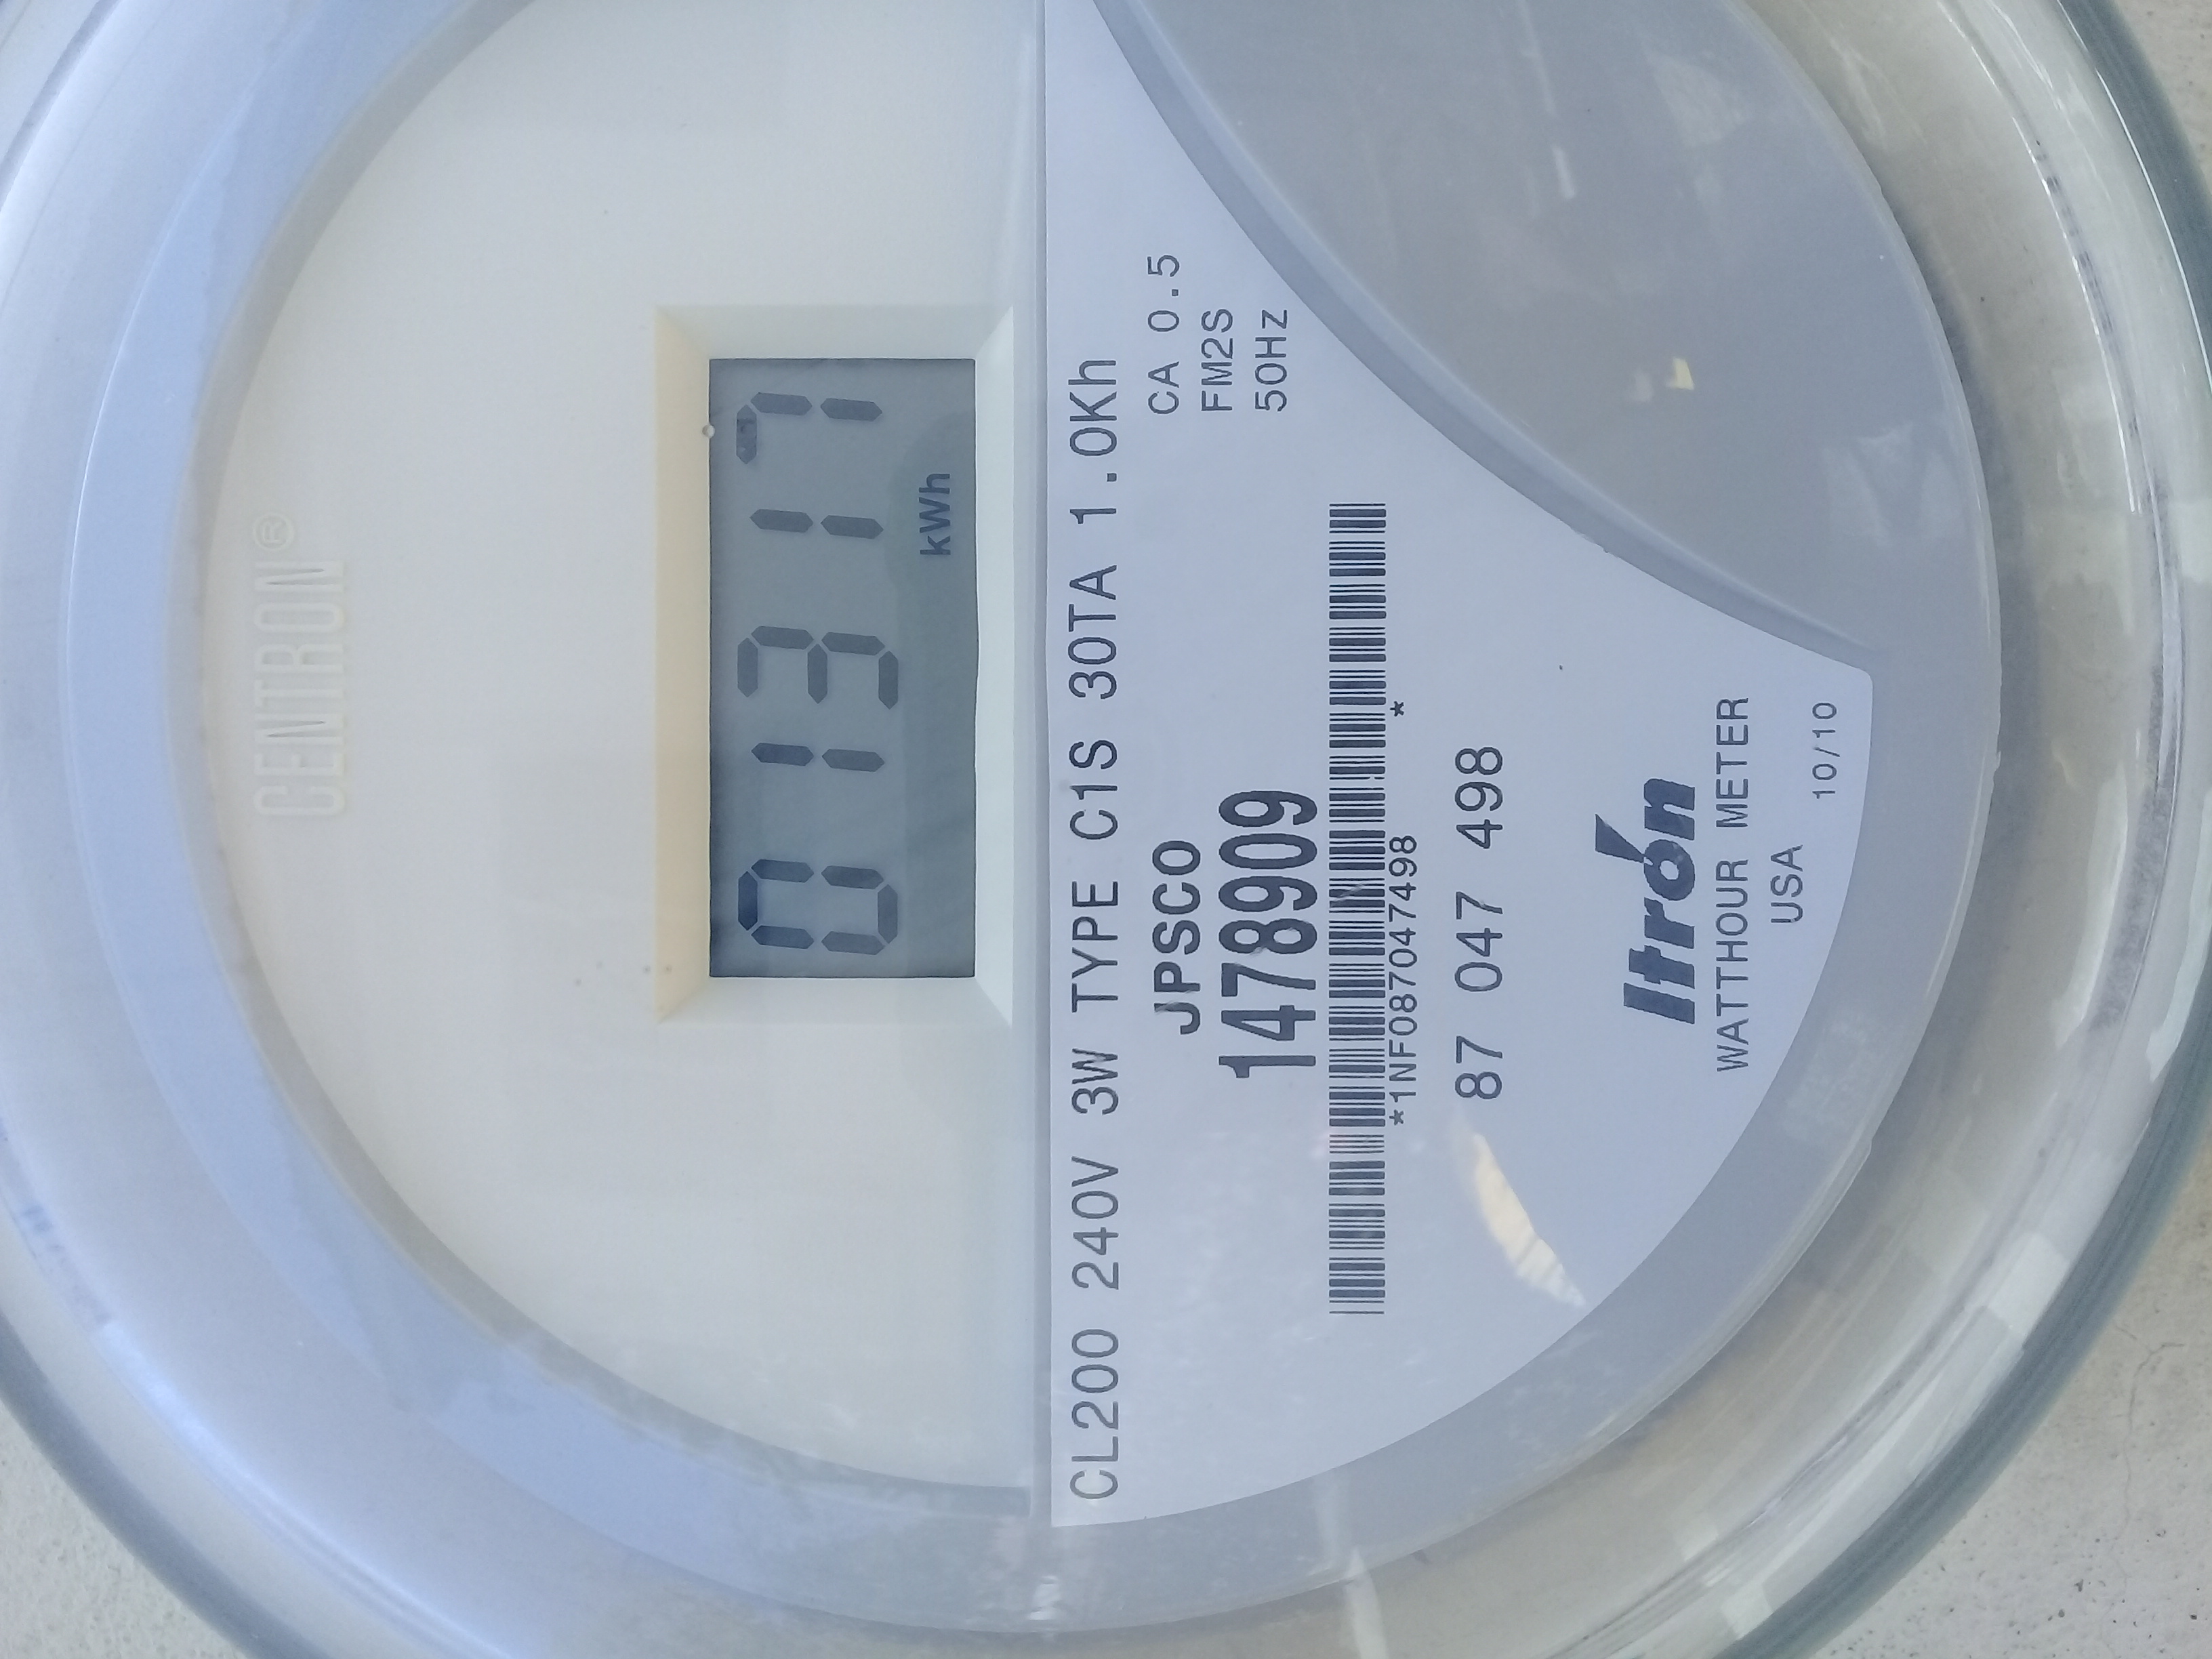 CENTRON®
01317
kWh
CL200 240V 3W TYPE C1S 30TA 1.0Kh
JPSCO
CA 0.5
1478909
FM2S
50Hz
*1NF087047498 *
87 047 498
Itrón
WATTHOUR METER
USA
10/10